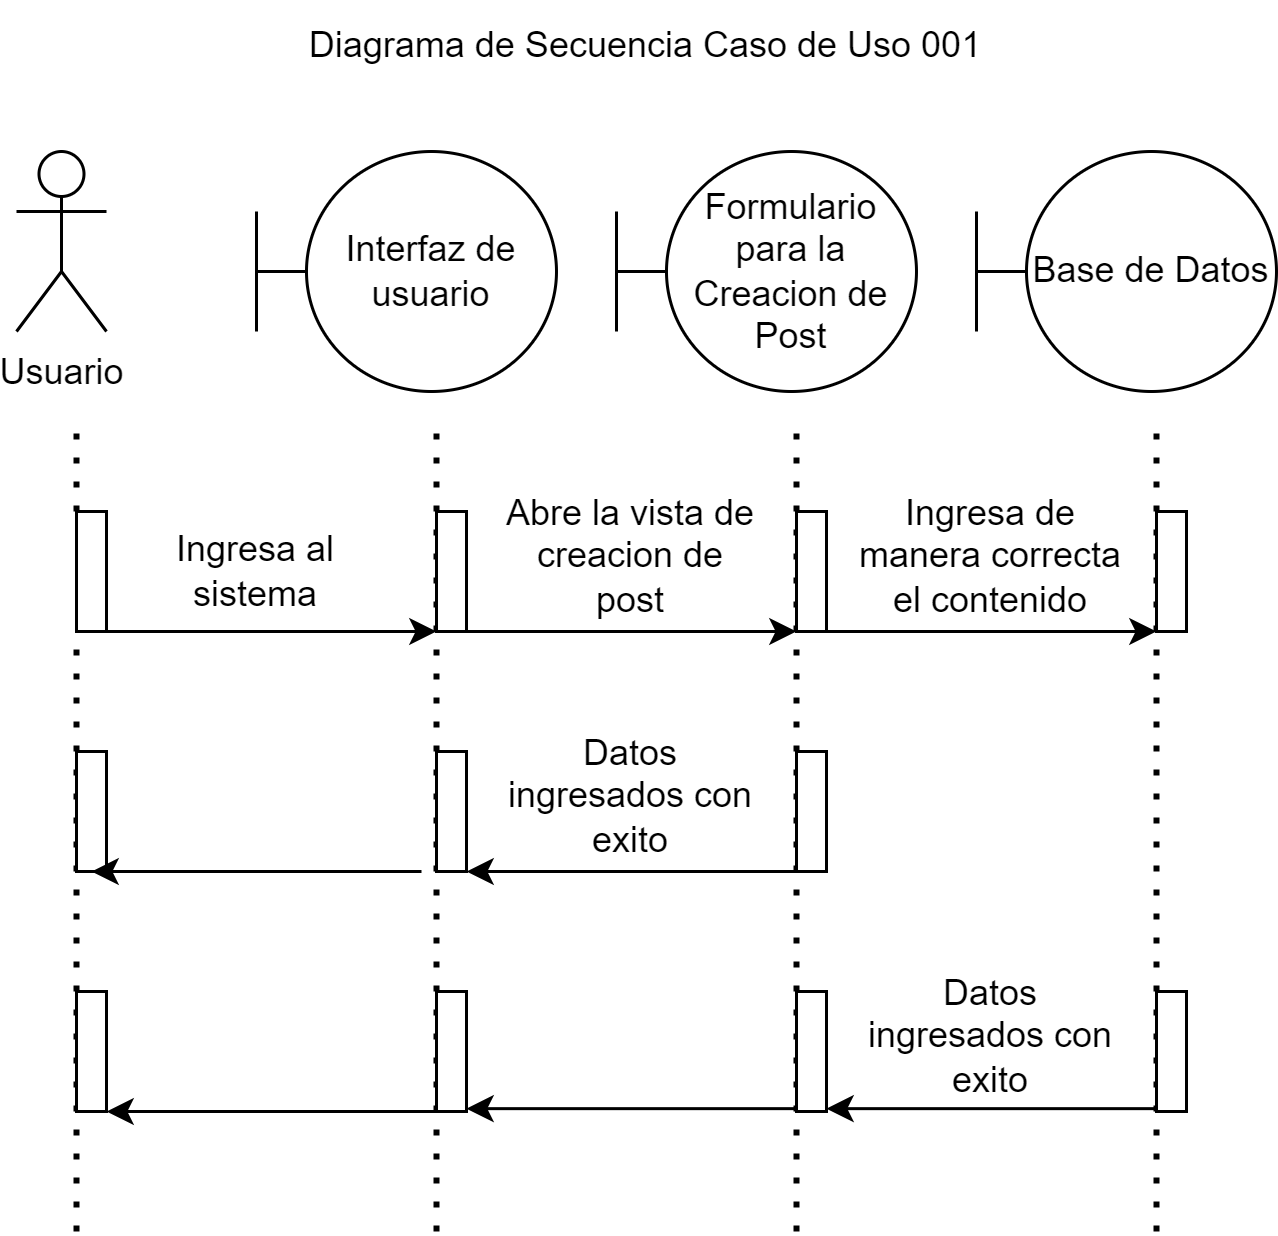 Diagrama de Secuencia Caso de Uso 001
Usuario
Interfaz de
usuario
Formulario
para la
Creacion de
Post
Base de Datos
Ingresa al
sistema
Abre la vista de
creacion de
post
Ingresa de
manera correcta
el contenido
Datos
ingresados con
exito
Datos
ingresados con
exito